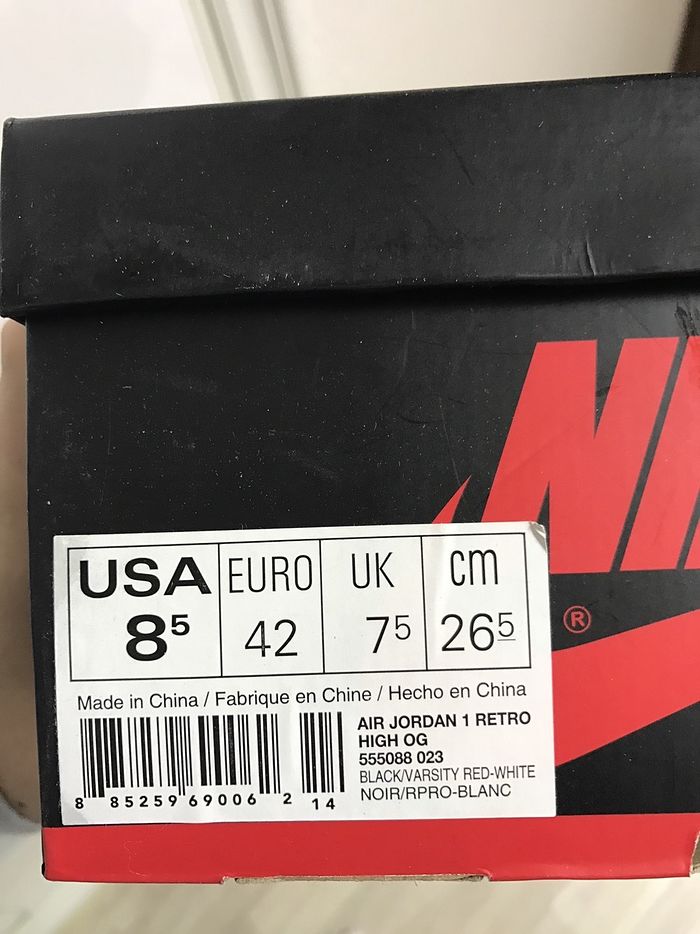 NI
®
USA EURO UK cm
8⁵ 42 7⁵ 26⁵
Made in China / Fabrique en Chine / Hecho en China
AIR JORDAN 1 RETRO
HIGH OG
555088 023
BLACK/VARSITY RED-WHITE
NOIR/RPRO-BLANC
8 85259 69006 2 14